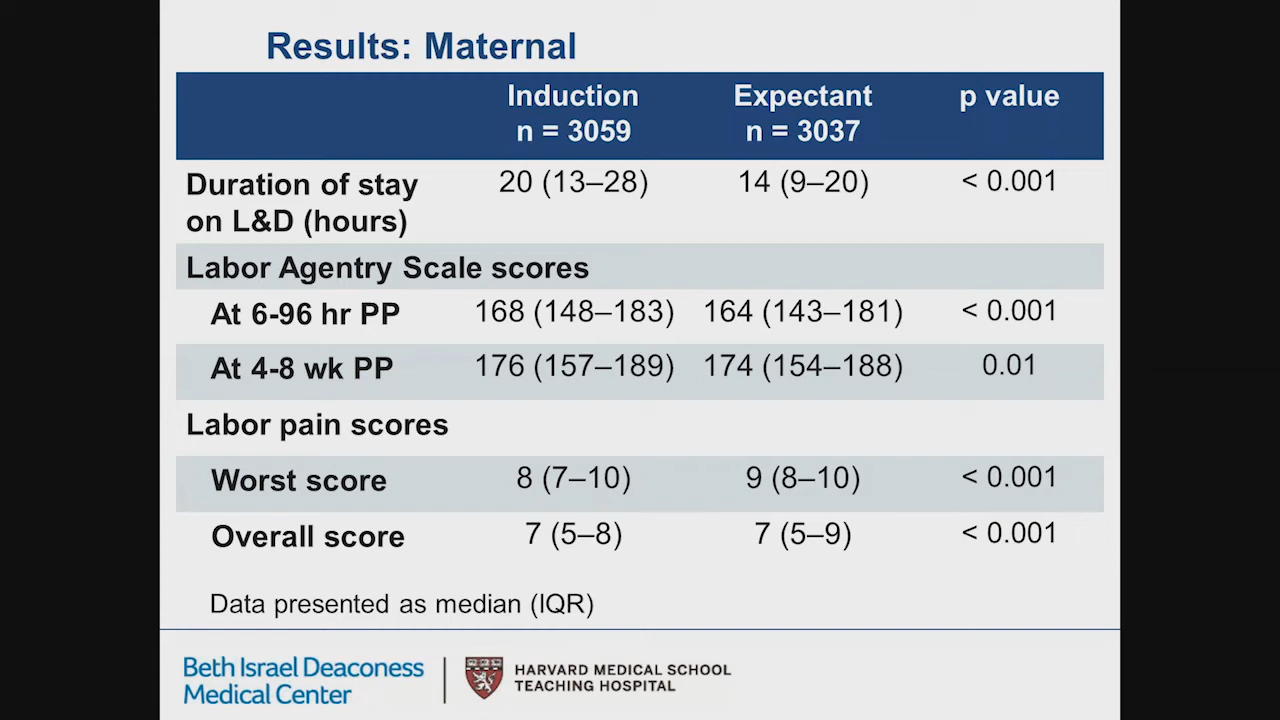 Results: Maternal
Induction Expectant p value
n = 3059 n = 3037
Duration of stay 20 (13–28) 14 (9–20) < 0.001
on L&D (hours)
Labor Agentry Scale scores
At 6-96 hr PP 168 (148–183) 164 (143–181) < 0.001
At 4-8 wk PP 176 (157–189) 174 (154–188) 0.01
Labor pain scores
Worst score 8 (7–10) 9 (8–10) < 0.001
Overall score 7 (5–8) 7 (5–9) < 0.001
Data presented as median (IQR)
Beth Israel Deaconess
Medical Center
HARVARD MEDICAL SCHOOL
TEACHING HOSPITAL